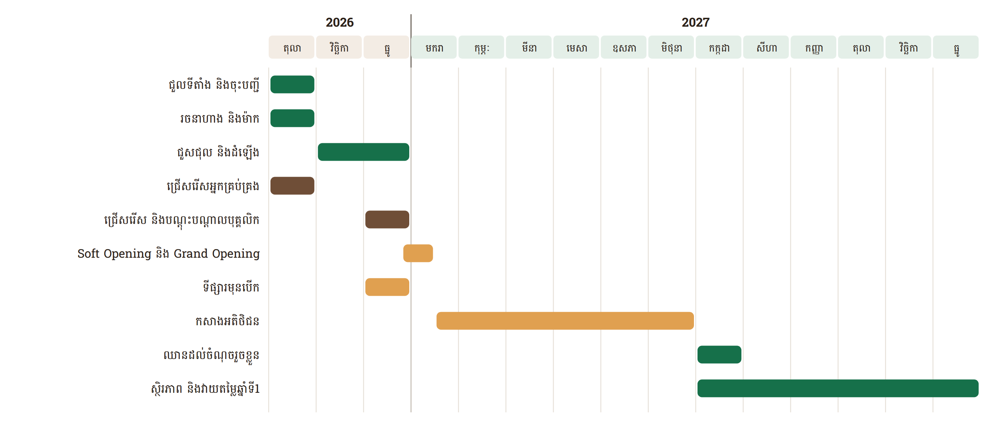 2026 2027
តុលា វិច្ឆិកា ធ្នូ មករា កុម្ភៈ មីនា មេសា ឧសភា មិថុនា កក្កដា សីហា កញ្ញា តុលា វិច្ឆិកា ធ្នូ
ជួលទីតាំង និងចុះបញ្ជី
រចនាហាង និងម៉ាក
ជួសជុល និងដំឡើង
ជ្រើសរើសអ្នកគ្រប់គ្រង
ជ្រើសរើស និងបណ្តុះបណ្តាលបុគ្គលិក
Soft Opening និង Grand Opening
ទីផ្សារមុនបើក
កសាងអតិថិជន
ឈានដល់ចំណុចរួចខ្លួន
ស្ថិរភាព និងវាយតម្លៃឆ្នាំទី1